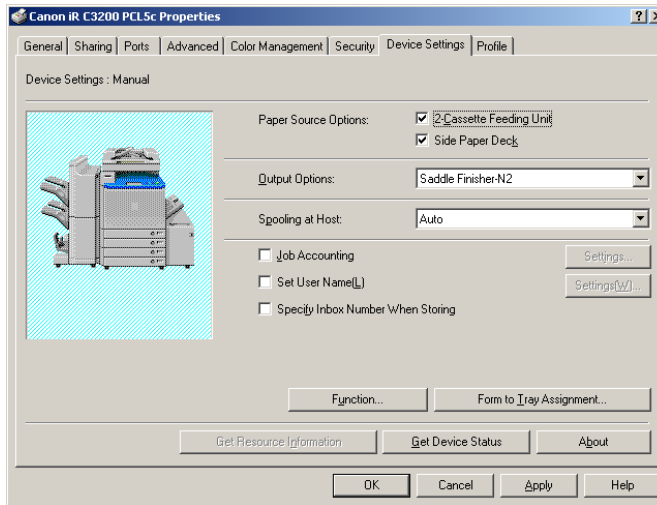 Canon iR C3200 PCL5c Properties
General Sharing Ports Advanced Color Management Security Device Settings Profile
Device Settings : Manual
Paper Source Options: 2-Cassette Feeding Unit
Side Paper Deck
Output Options: Saddle Finisher-N2
Spooling at Host: Auto
Job Accounting Settings...
Set User Name(L) Settings(W)...
Specify Inbox Number When Storing
Function... Form to Tray Assignment...
Get Resource Information Get Device Status About
OK Cancel Apply Help